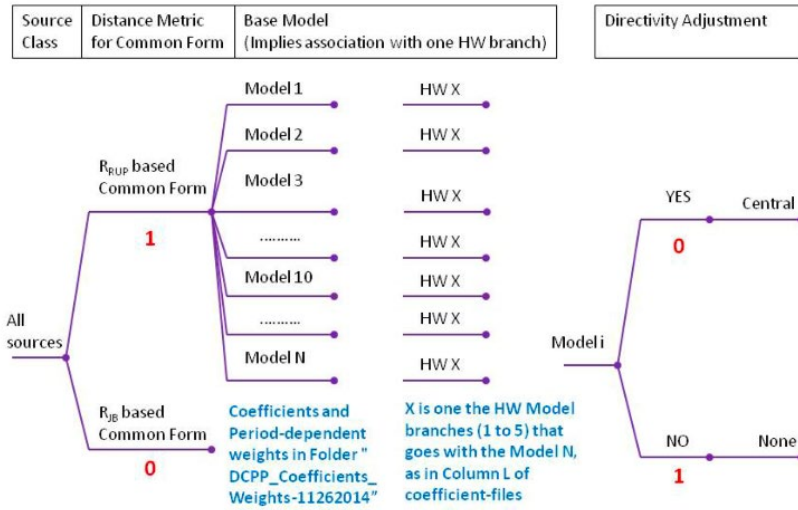 Source
Class
Distance Metric
for Common Form
Base Model
(Implies association with one HW branch)
Directivity Adjustment
Model 1
HW X
Model 2
HW X
R_RUP based
Common Form
1
Model 3
HW X
..........
HW X
Model 10
HW X
........
HW X
Model N
HW X
All
sources
R_JB based
Common Form
0
Coefficients and
Period-dependent
weights in Folder "
DCPP_Coefficients_
Weights-11262014"
X is one the HW Model
branches (1 to 5) that
goes with the Model N,
as in Column L of
coefficient-files
Model i
YES
0
Central
NO
1
None